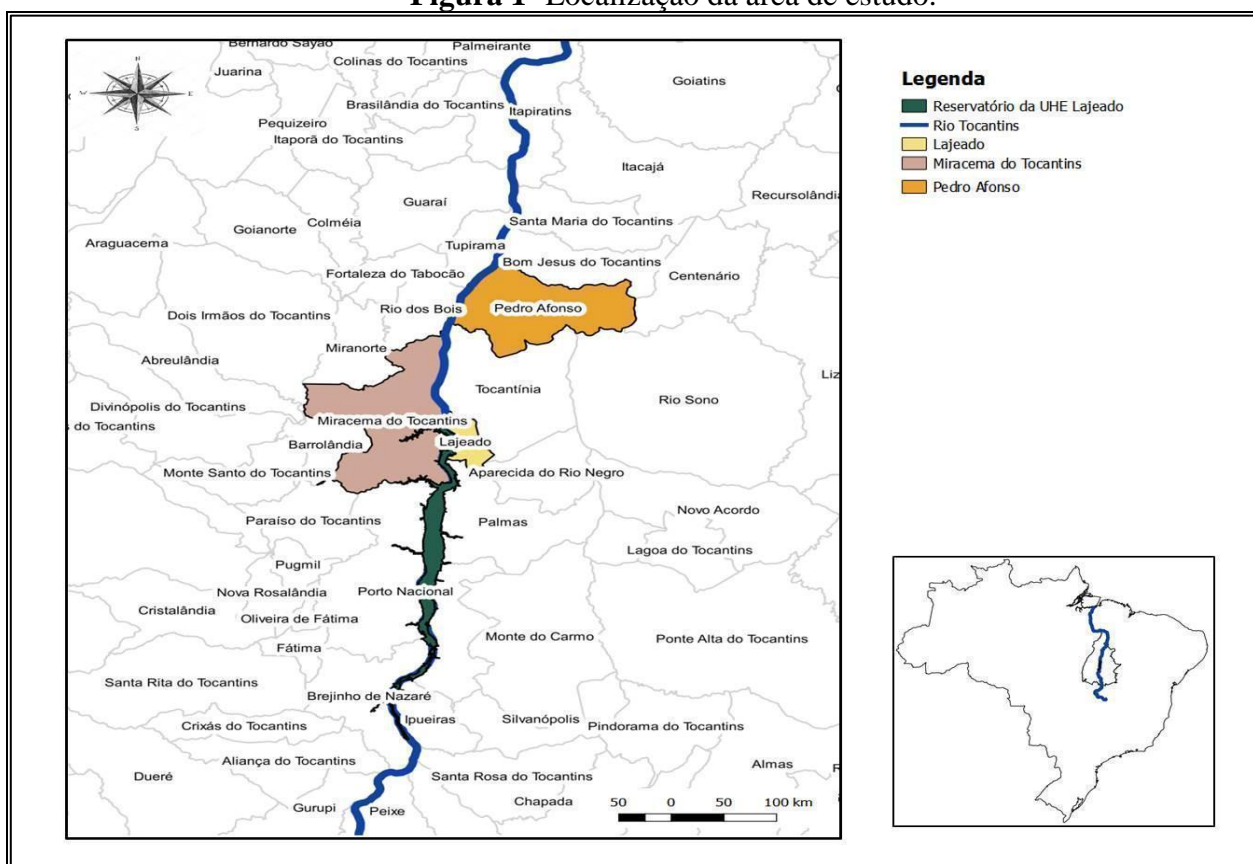 Figura 1- Localização da área de estudo.
Bernardo Sayão
Palmeirante
Colinas do Tocantins
Juarina
Goiatins
N
W
E
S
Brasilândia do Tocantins
Itapiratins
Pequizeiro
Itaporã do Tocantins
Itacajá
Recursolândia
Guaraí
Colméia
Santa Maria do Tocantins
Goianorte
Araguacema
Tupirama
Bom Jesus do Tocantins
Fortaleza do Tabocão
Centenário
Rio dos Bois
Pedro Afonso
Dois Irmãos do Tocantins
Miranorte
Abreulândia
Liz
Tocantínia
Rio Sono
Divinópolis do Tocantins
s do Tocantins
Miracema do Tocantins
Barrolândia
Lajeado
Monte Santo do Tocantins
Aparecida do Rio Negro
Novo Acordo
Paraíso do Tocantins
Palmas
Lagoa do Tocantins
Pugmil
Nova Rosalândia
Porto Nacional
Cristalândia
Oliveira de Fátima
Monte do Carmo
Ponte Alta do Tocantins
Fátima
Santa Rita do Tocantins
Brejinho de Nazaré
Ipueiras
Silvanópolis
Pindorama do Tocantins
Crixás do Tocantins
Aliança do Tocantins
Almas
Dueré
Santa Rosa do Tocantins
Chapada
Gurupi
Peixe
50 0 50 100 km
Legenda
Reservatório da UHE Lajeado
Rio Tocantins
Lajeado
Miracema do Tocantins
Pedro Afonso